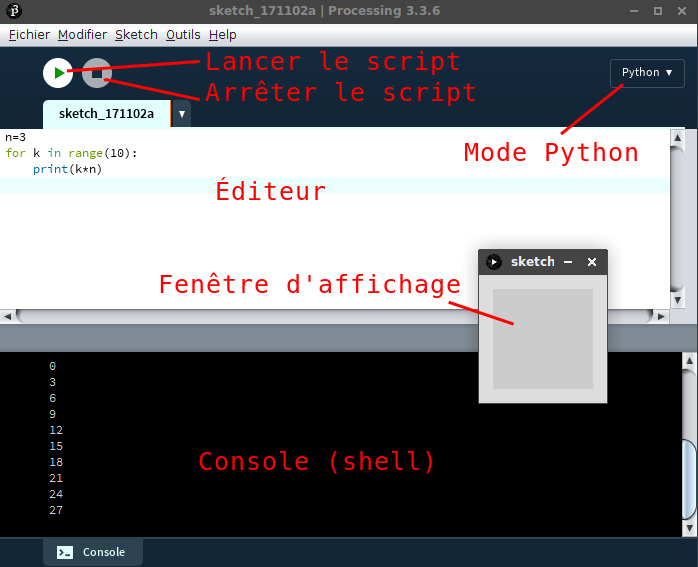 sketch_171102a | Processing 3.3.6
Fichier Modifier Sketch Outils Help
Lancer le script
Arrêter le script
Python ▾
sketch_171102a ▼
n=3
for k in range(10):
    print(k*n)
Mode Python
Éditeur
sketch
Fenêtre d'affichage
0
3
6
9
12
15
18
21
24
27
Console (shell)
Console